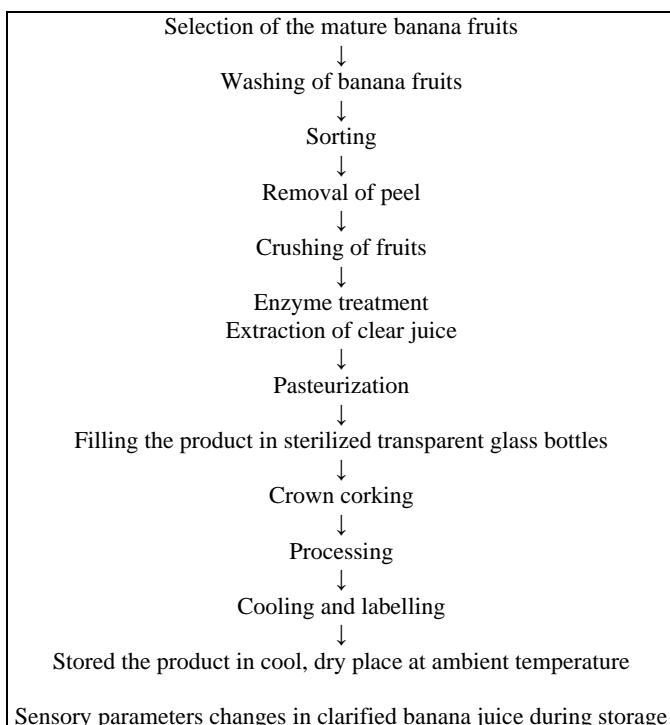 Selection of the mature banana fruits
↓
Washing of banana fruits
↓
Sorting
↓
Removal of peel
↓
Crushing of fruits
↓
Enzyme treatment
Extraction of clear juice
↓
Pasteurization
↓
Filling the product in sterilized transparent glass bottles
↓
Crown corking
↓
Processing
↓
Cooling and labelling
↓
Stored the product in cool, dry place at ambient temperature
Sensory parameters changes in clarified banana juice during storage